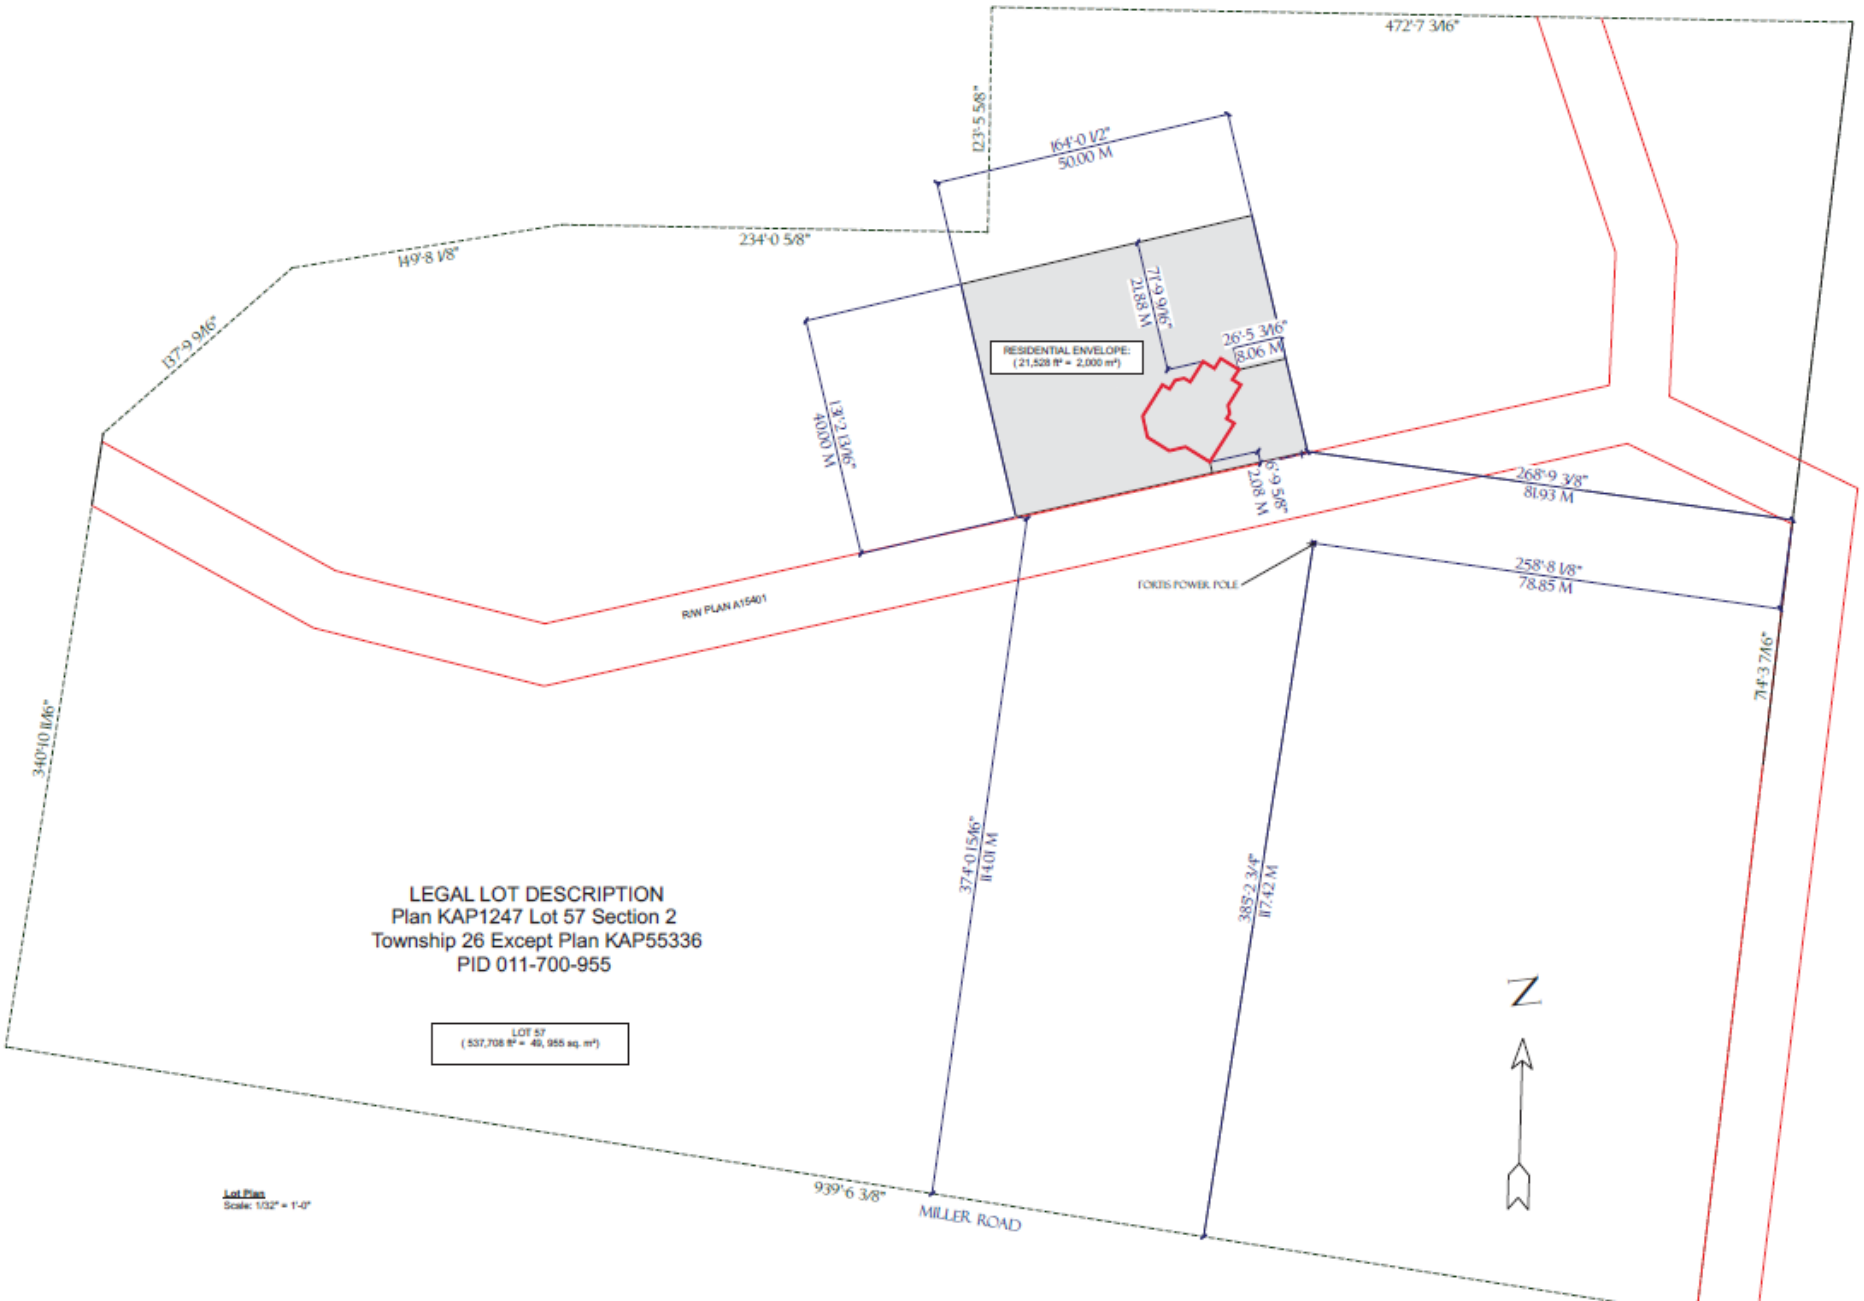 472'-7 3/16"
123'-5 5/8"
164'-0 1/2"
50.00 M
234'-0 5/8"
149'-8 1/8"
137'-9 9/16"
71'-9 9/16"
21.88 M
26'-5 3/16"
8.06 M
RESIDENTIAL ENVELOPE:
( 21,528 ft² = 2,000 m²)
131'-2 13/16"
40.00 M
6'-9 5/8"
2.08 M
268'-9 3/8"
81.93 M
FORTIS POWER POLE
258'-8 1/8"
78.85 M
R/W PLAN A15401
714'-3 7/16"
340'-10 11/16"
374'-0 15/16"
114.01 M
385'-2 3/4"
117.42 M
LEGAL LOT DESCRIPTION
Plan KAP1247 Lot 57 Section 2
Township 26 Except Plan KAP55336
PID 011-700-955
N
LOT 57
( 537,708 ft² = 49, 955 sq. m²)
939'-6 3/8"
MILLER ROAD
Lot Plan
Scale: 1/32" = 1'-0"